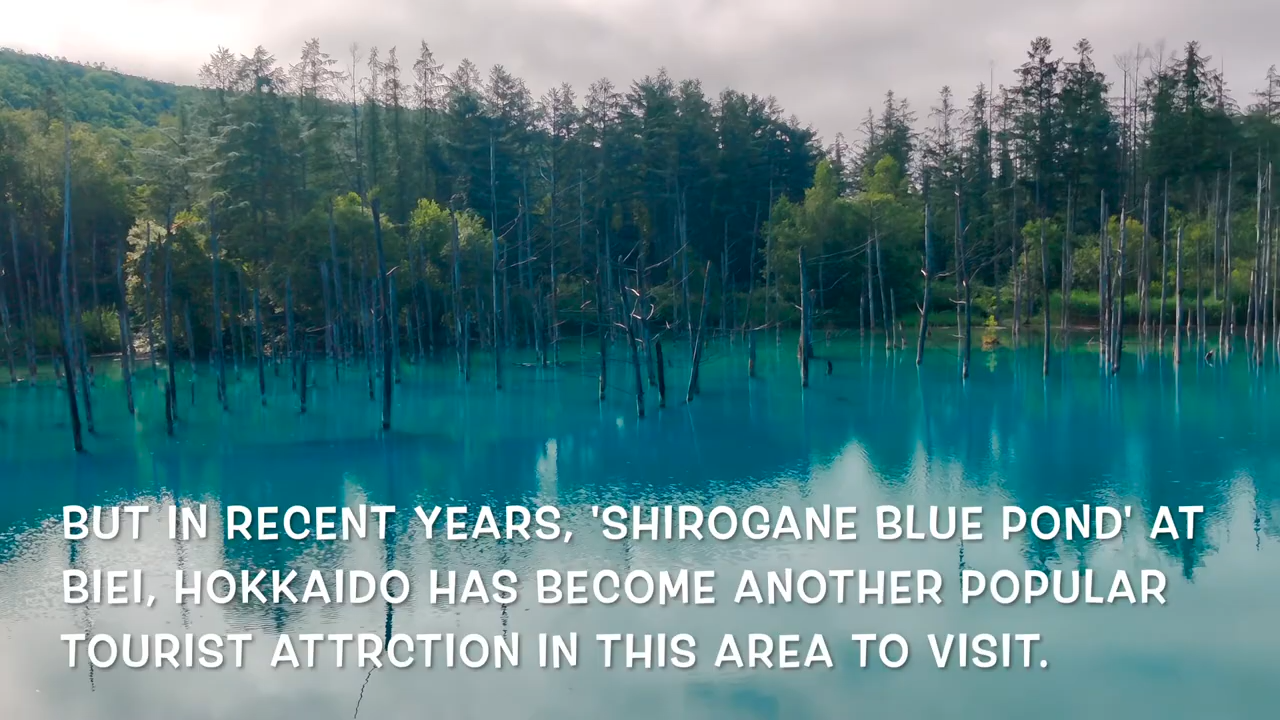 BUT IN RECENT YEARS, 'SHIROGANE BLUE POND' AT
BIEI, HOKKAIDO HAS BECOME ANOTHER POPULAR
TOURIST ATTRCTION IN THIS AREA TO VISIT.